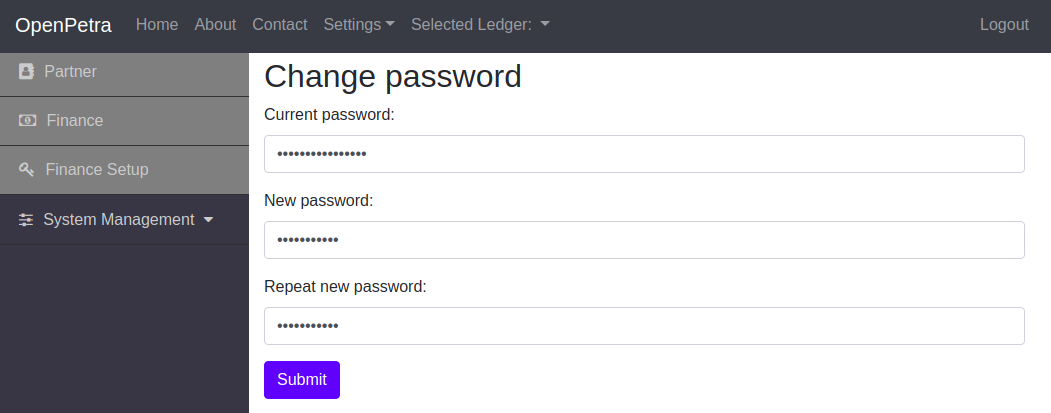 OpenPetra Home About Contact Settings Selected Ledger: Logout
Partner
Finance
Finance Setup
System Management
Change password
Current password:
••••••••••••••••
New password:
•••••••••••
Repeat new password:
•••••••••••
Submit